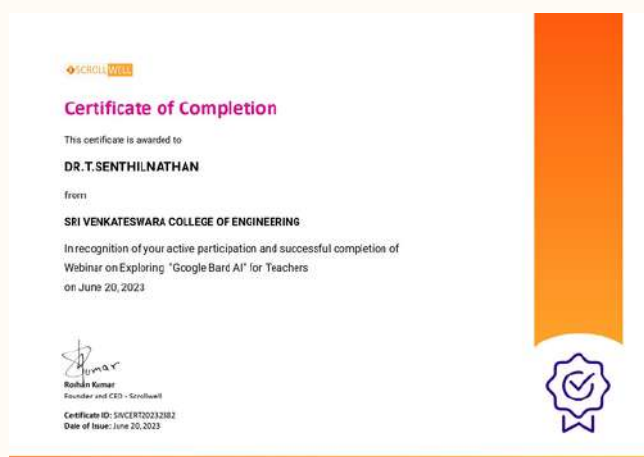 SCROLLWELL
Certificate of Completion
This certificate is awarded to
DR.T.SENTHILNATHAN
from
SRI VENKATESWARA COLLEGE OF ENGINEERING
In recognition of your active participation and successful completion of
Webinar on Exploring "Google Bard AI" for Teachers
on June 20, 2023
Kumar
Rohan Kumar
Founder and CEO - Scrollwell
Certificate ID:
Date of Issue: June 20, 2023